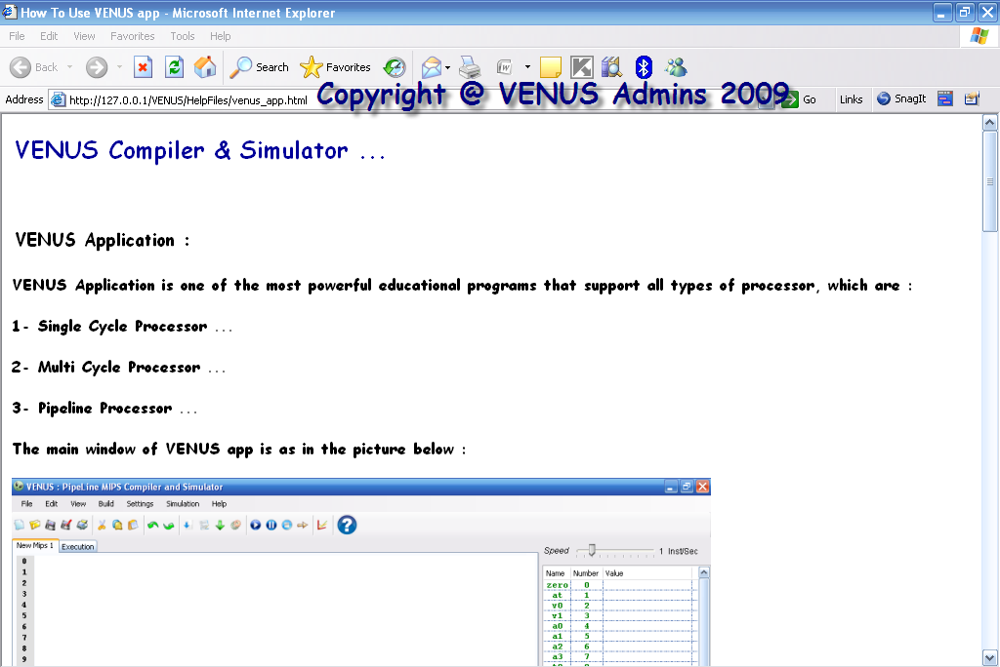 How To Use VENUS app - Microsoft Internet Explorer
File Edit View Favorites Tools Help
Back Search Favorites
Address http://127.0.0.1/VENUS/HelpFiles/venus_app.html Go Links SnagIt
Copyright @ VENUS Admins 2009
VENUS Compiler & Simulator ...
VENUS Application :
VENUS Application is one of the most powerful educational programs that support all types of processor, which are :
1- Single Cycle Processor ...
2- Multi Cycle Processor ...
3- Pipeline Processor ...
The main window of VENUS app is as in the picture below :
VENUS : PipeLine MIPS Compiler and Simulator
File Edit View Build Settings Simulation Help
New Mips 1 Execution
Speed 1 Inst/Sec
0
1
2
3
4
5
6
7
8
9
Name Number Value
zero 0
at 1
v0 2
v1 3
a0 4
a1 5
a2 6
a3 7